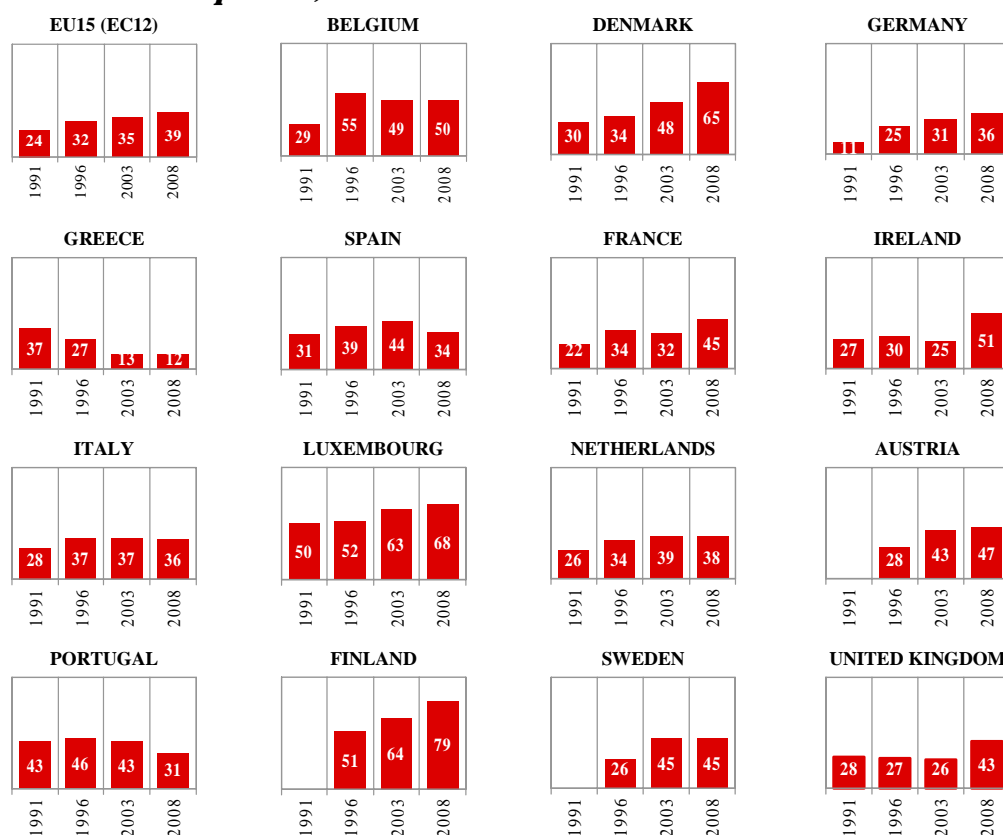 EU15 (EC12) BELGIUM DENMARK GERMANY
24 32 35 39 29 55 49 50 30 34 48 65 11 25 31 36
1991 1996 2003 2008 1991 1996 2003 2008 1991 1996 2003 2008 1991 1996 2003 2008
GREECE SPAIN FRANCE IRELAND
37 27 13 12 31 39 44 34 22 34 32 45 27 30 25 51
1991 1996 2003 2008 1991 1996 2003 2008 1991 1996 2003 2008 1991 1996 2003 2008
ITALY LUXEMBOURG NETHERLANDS AUSTRIA
28 37 37 36 50 52 63 68 26 34 39 38 28 43 47
1991 1996 2003 2008 1991 1996 2003 2008 1991 1996 2003 2008 1991 1996 2003 2008
PORTUGAL FINLAND SWEDEN UNITED KINGDOM
43 46 43 31 51 64 79 26 45 45 28 27 26 43
1991 1996 2003 2008 1991 1996 2003 2008 1991 1996 2003 2008 1991 1996 2003 2008